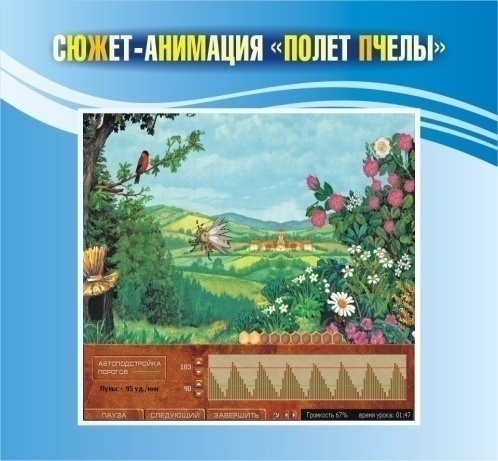 СЮЖЕТ-АНИМАЦИЯ «ПОЛЕТ ПЧЕЛЫ»
АВТОПОДСТРОЙКА
ПОРОГОВ
103
Пульс - 95 уд./мин
90
ПАУЗА
СЛЕДУЮЩИЙ
ЗАВЕРШИТЬ
Громкость 67%
время урока: 01:47